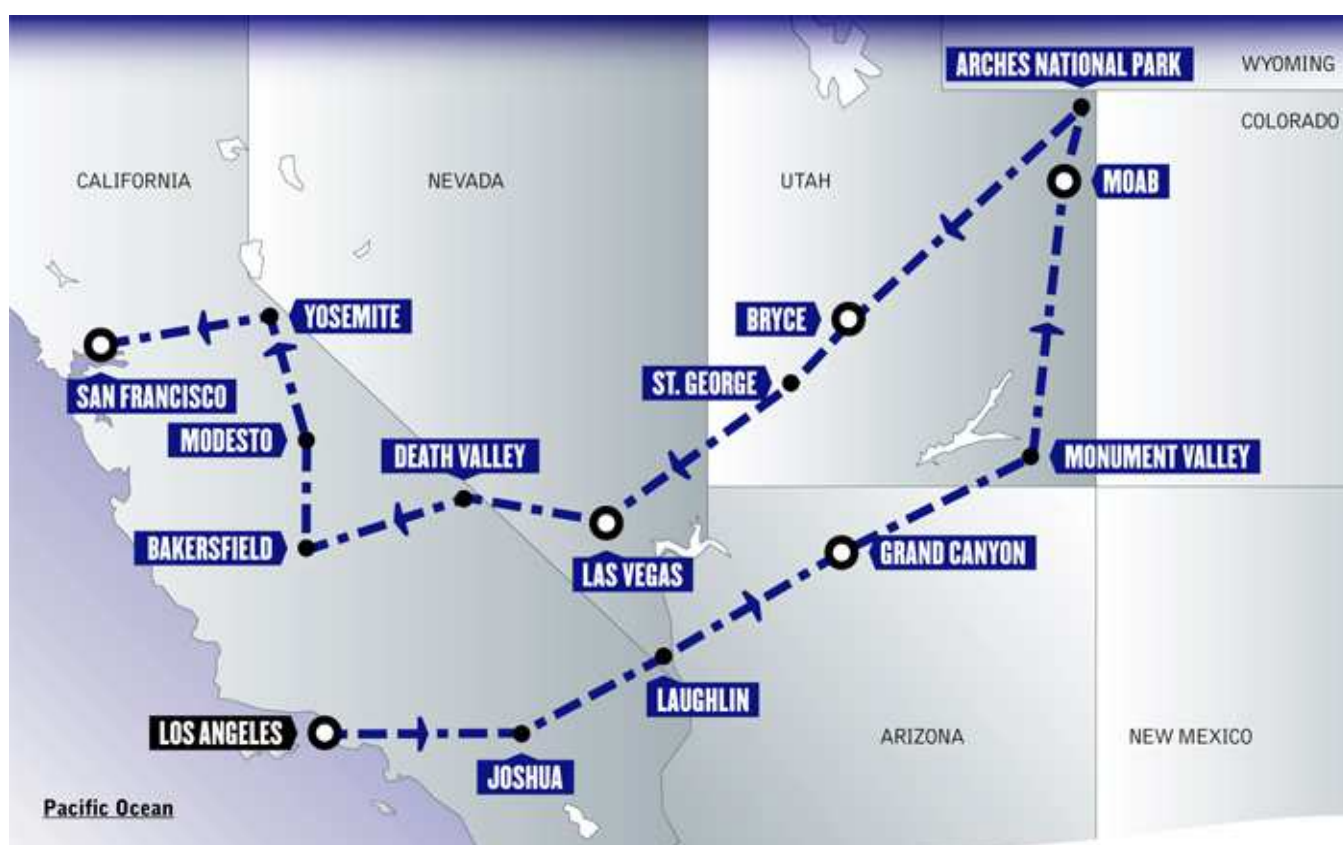 ARCHES NATIONAL PARK
WYOMING
COLORADO
CALIFORNIA
NEVADA
UTAH
MOAB
YOSEMITE
BRYCE
SAN FRANCISCO
ST. GEORGE
MODESTO
DEATH VALLEY
MONUMENT VALLEY
BAKERSFIELD
LAS VEGAS
GRAND CANYON
LAUGHLIN
LOS ANGELES
ARIZONA
NEW MEXICO
JOSHUA
Pacific Ocean